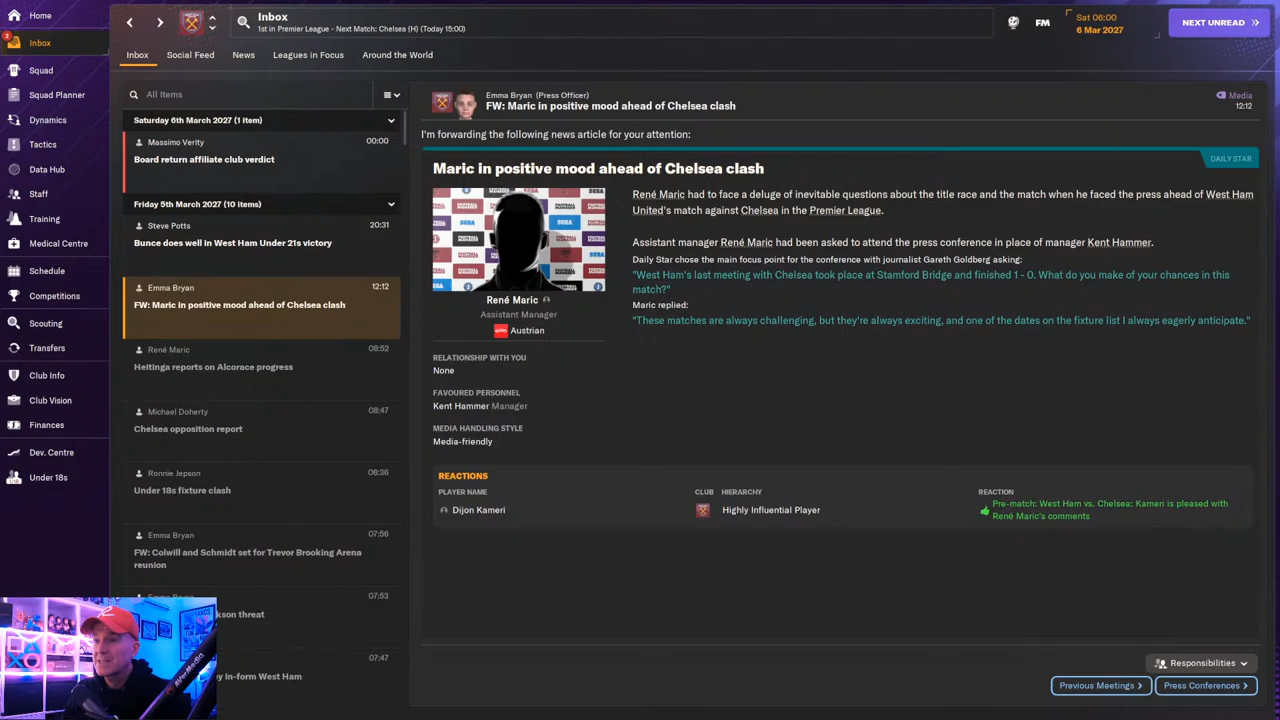 Home
Inbox
2
Squad
Squad Planner
Dynamics
Tactics
Data Hub
Staff
Training
Medical Centre
Schedule
Competitions
Scouting
Transfers
Club Info
Club Vision
Finances
Dev. Centre
Under 18s
Inbox
1st in Premier League - Next Match: Chelsea (H) (Today 15:00)
FM
Sat 06:00
6 Mar 2027
NEXT UNREAD
Inbox
Social Feed
News
Leagues in Focus
Around the World
All Items
Saturday 6th March 2027 (1 item)
Massimo Verity
00:00
Board return affiliate club verdict
Friday 5th March 2027 (10 items)
Steve Potts
20:31
Bunce does well in West Ham Under 21s victory
Emma Bryan
12:12
FW: Maric in positive mood ahead of Chelsea clash
René Maric
08:52
Heitinga reports on Alcorace progress
Michael Doherty
08:47
Chelsea opposition report
Ronnie Jepson
08:36
Under 18s fixture clash
Emma Bryan
07:56
FW: Colwill and Schmidt set for Trevor Brooking Arena
reunion
07:53
kson threat
07:47
by in-form West Ham
Emma Bryan (Press Officer)
FW: Maric in positive mood ahead of Chelsea clash
Media
12:12
I'm forwarding the following news article for your attention:
DAILY STAR
Maric in positive mood ahead of Chelsea clash
René Maric had to face a deluge of inevitable questions about the title race and the match when he faced the press ahead of West Ham
United's match against Chelsea in the Premier League.
Assistant manager René Maric had been asked to attend the press conference in place of manager Kent Hammer.
Daily Star chose the main focus point for the conference with journalist Gareth Goldberg asking:
"West Ham's last meeting with Chelsea took place at Stamford Bridge and finished 1 - 0. What do you make of your chances in this
match?"
Maric replied:
"These matches are always challenging, but they're always exciting, and one of the dates on the fixture list I always eagerly anticipate."
René Maric
Assistant Manager
Austrian
RELATIONSHIP WITH YOU
None
FAVOURED PERSONNEL
Kent Hammer Manager
MEDIA HANDLING STYLE
Media-friendly
REACTIONS
PLAYER NAME
CLUB
HIERARCHY
REACTION
Dijon Kameri
Highly Influential Player
Pre-match: West Ham vs. Chelsea: Kameri is pleased with
René Maric's comments
Responsibilities
Previous Meetings
Press Conferences